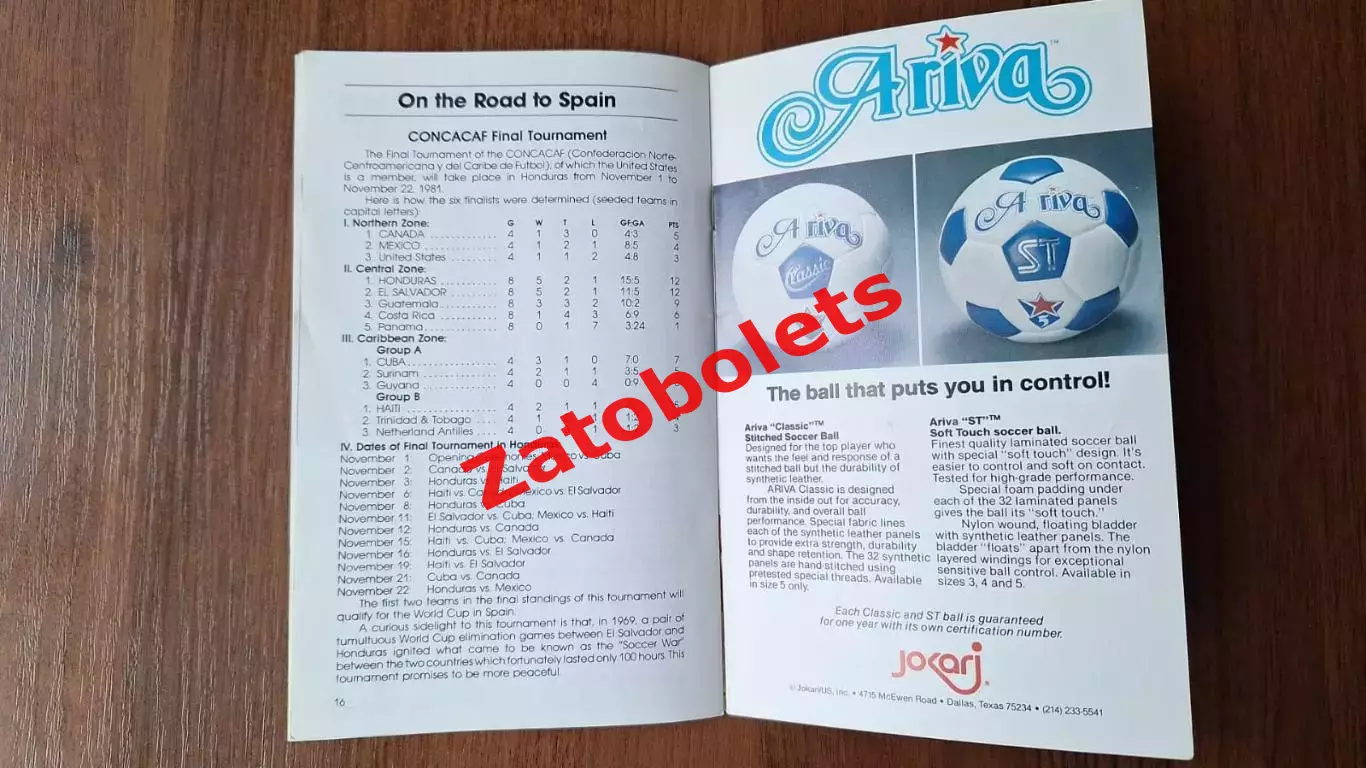 On the Road to Spain
CONCACAF Final Tournament
The Final Tournament of the CONCACAF (Confederacion Norte-
Centroamericana y del Caribe de Futbol), of which the United States
is a member, will take place in Honduras from November 1 to
November 22, 1981.
Here is how the six finalists were determined (seeded teams in
capital letters):
I. Northern Zone: G W T L GF-GA PTS
1. CANADA 4 1 3 0 4:3 5
2. MEXICO 4 1 2 1 8:5 4
3. United States 4 1 1 2 4:8 3
II. Central Zone:
1. HONDURAS 8 5 2 1 15:5 12
2. EL SALVADOR 8 5 2 1 11:5 12
3. Guatemala 8 3 3 2 10:2 9
4. Costa Rica 8 1 4 3 6:9 6
5. Panama 8 0 1 7 3:24 1
III. Caribbean Zone:
Group A
1. CUBA 4 3 1 0 7:0 7
2. Surinam 4 2 1 1 3:5 5
3. Guyana 4 0 0 4 0:9
Group B
1. HAITI 4 2 1 1
2. Trinidad & Tobago 4 1
3. Netherland Antilles 4 3
IV. Dates of Final Tournament in Honduras
November 1: Opening Ceremonies, Mexico vs. Cuba
November 2: Canada vs. El Salvador
November 3: Honduras vs. Haiti
November 6: Haiti vs. Canada, Mexico vs. El Salvador
November 8: Honduras vs. Cuba
November 11: El Salvador vs. Cuba; Mexico vs. Haiti
November 12: Honduras vs. Canada
November 15: Haiti vs. Cuba; Mexico vs. Canada
November 16: Honduras vs. El Salvador
November 19: Haiti vs. El Salvador
November 21: Cuba vs. Canada
November 22: Honduras vs. Mexico
The first two teams in the final standings of this tournament will
qualify for the World Cup in Spain.
A curious sidelight to this tournament is that, in 1969, a pair of
tumultuous World Cup elimination games between El Salvador and
Honduras ignited what came to be known as the "Soccer War"
between the two countries which fortunately lasted only 100 hours. This
tournament promises to be more peaceful.
16
Ariva™
Ariva
Classic
Ariva
ST
5
The ball that puts you in control!
Ariva "Classic"™
Stitched Soccer Ball
Designed for the top player who
wants the feel and response of a
stitched ball but the durability of
synthetic leather.
ARIVA Classic is designed
from the inside out for accuracy,
durability, and overall ball
performance. Special fabric lines
each of the synthetic leather panels
to provide extra strength, durability
and shape retention. The 32 synthetic
panels are hand stitched using
pretested special threads. Available
in size 5 only.
Ariva "ST"™
Soft Touch soccer ball.
Finest quality laminated soccer ball
with special "soft touch" design. It's
easier to control and soft on contact.
Tested for high-grade performance.
Special foam padding under
each of the 32 laminated panels
gives the ball its "soft touch."
Nylon wound, floating bladder
with synthetic leather panels. The
bladder "floats" apart from the nylon
layered windings for exceptional
sensitive ball control. Available in
sizes 3, 4 and 5.
Each Classic and ST ball is guaranteed
for one year with its own certification number.
Jokari®
© Jokari/US, Inc. • 4715 McEwen Road • Dallas, Texas 75234 • (214) 233-5541
Zatobolets